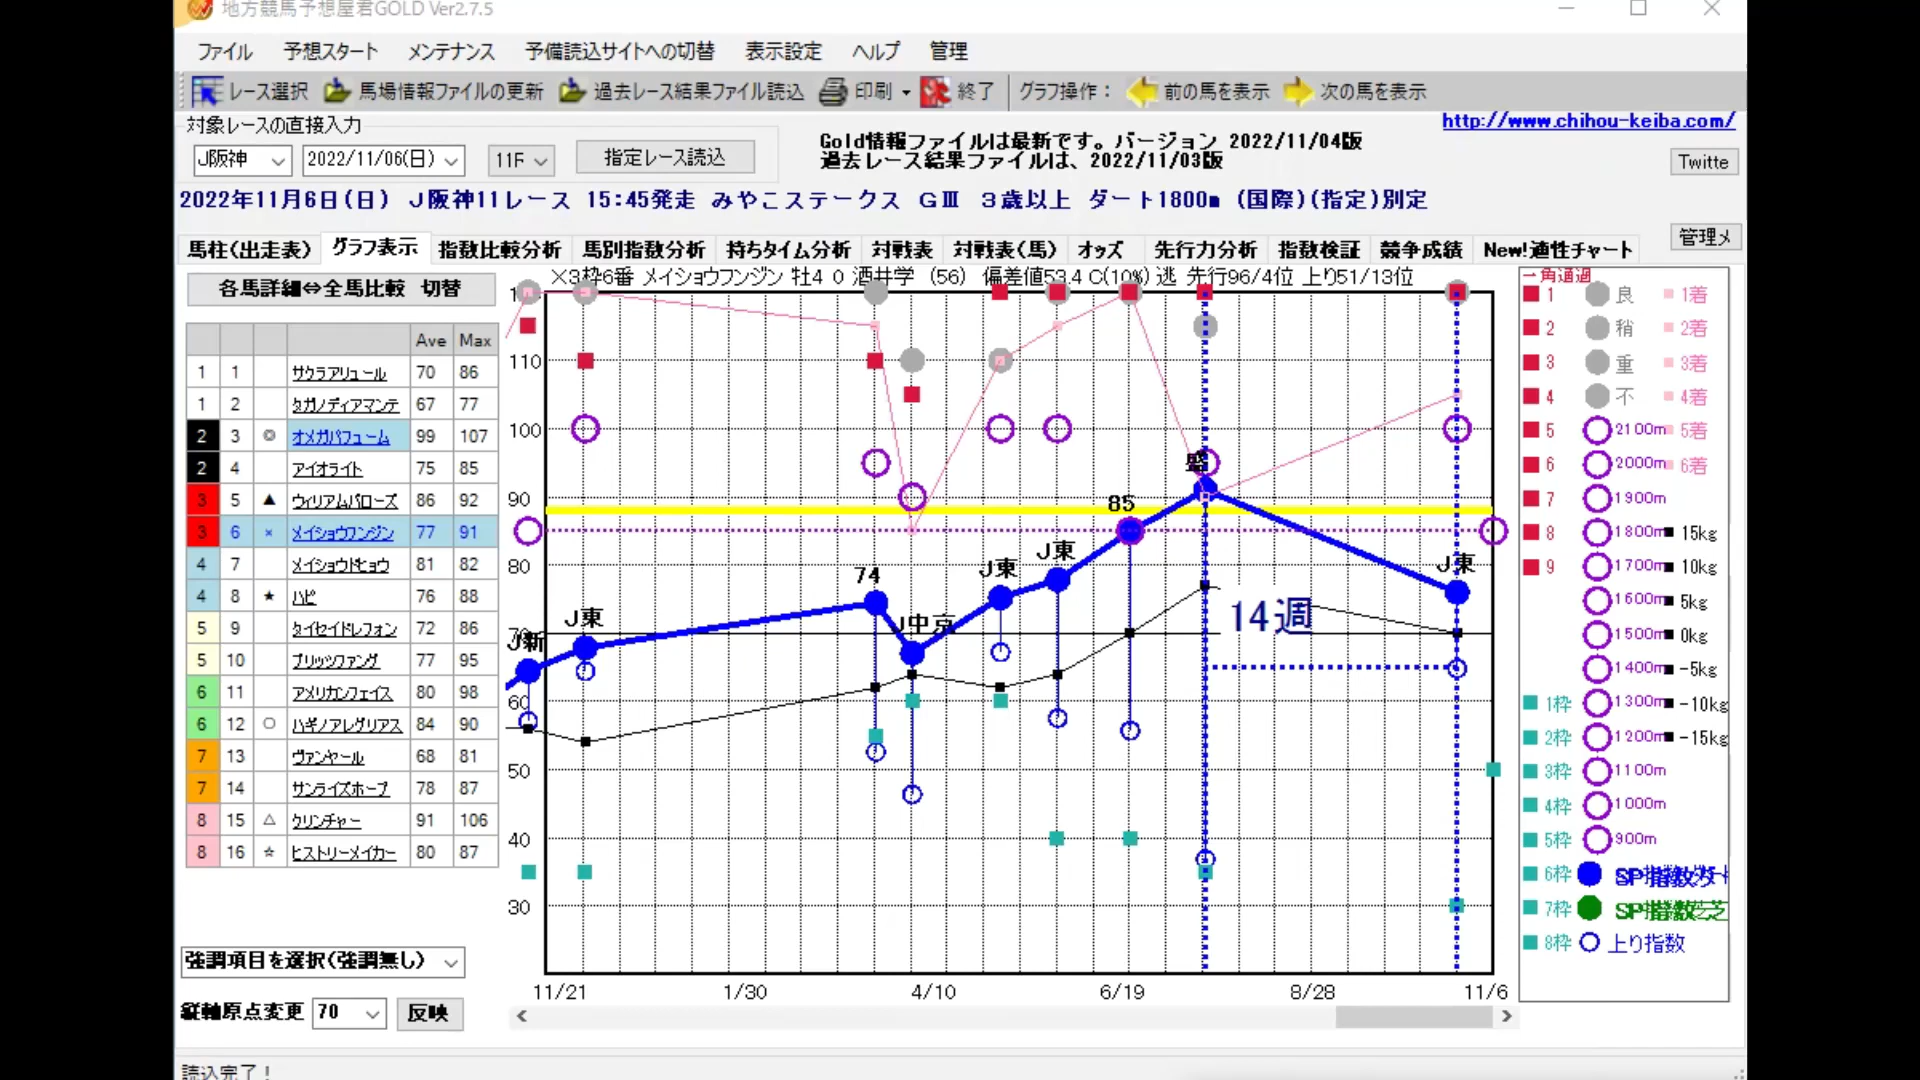 地方競馬予想屋君GOLD Ver2.7.5
ファイル 予想スタート メンテナンス 予備読込サイトへの切替 表示設定 ヘルプ 管理
レース選択 馬場情報ファイルの更新 過去レース結果ファイル読込 印刷 終了 グラフ操作： 前の馬を表示 次の馬を表示
対象レースの直接入力
http://www.chihou-keiba.com/
Gold情報ファイルは最新です。バージョン 2022/11/04版
過去レース結果ファイルは、2022/11/03版
J阪神 2022/11/06(日) 11F 指定レース読込
Twitte
2022年11月6日(日) J阪神11レース 15:45発走 みやこステークス GⅢ 3歳以上 ダート1800m (国際)(指定)別定
管理メ
馬柱(出走表) グラフ表示 指数比較分析 馬別指数分析 持ちタイム分析 対戦表 対戦表(馬) オッズ 先行力分析 指数検証 競争成績 New!適性チャート
各馬詳細⇔全馬比較 切替
×3枠6番 メイショウフンジン 牡4 0 酒井学 (56) 偏差値53.4 C(10%) 逃 先行96/4位 上り51/13位
Ave Max
1 1 サクラアリュール 70 86
1 2 タガノディアマンテ 67 77
2 3 ◎ オメガパフューム 99 107
2 4 アイオライト 75 85
3 5 ▲ ウィリアムバローズ 86 92
3 6 × メイショウフンジン 77 91
4 7 メイショウドヒョウ 81 82
4 8 ★ ハピ 76 88
5 9 タイセイドレフォン 72 86
5 10 ブリッツファング 77 95
6 11 アメリカンフェイス 80 98
6 12 ○ ハギノアレグリアス 84 90
7 13 ヴァンヤール 68 81
7 14 サンライズホープ 78 87
8 15 △ クリンチャー 91 106
8 16 ☆ ヒストリーメイカー 80 87
強調項目を選択(強調無し)
縦軸原点変更 70 反映
110
100
90
80
70
60
50
40
30
J新
J東
74
J中京
J東
J東
85
盛
J東
14週
11/21 1/30 4/10 6/19 8/28 11/6
一角通過
1 良 1着
2 稍 2着
3 重 3着
4 不 4着
5 2100m 5着
6 2000m 6着
7 1900m
8 1800m 15kg
9 1700m 10kg
1600m 5kg
1500m 0kg
1400m -5kg
1枠 1300m -10kg
2枠 1200m -15kg
3枠 1100m
4枠 1000m
5枠 900m
6枠 SP指数ダート
7枠 SP指数芝
8枠 上り指数
読込完了！